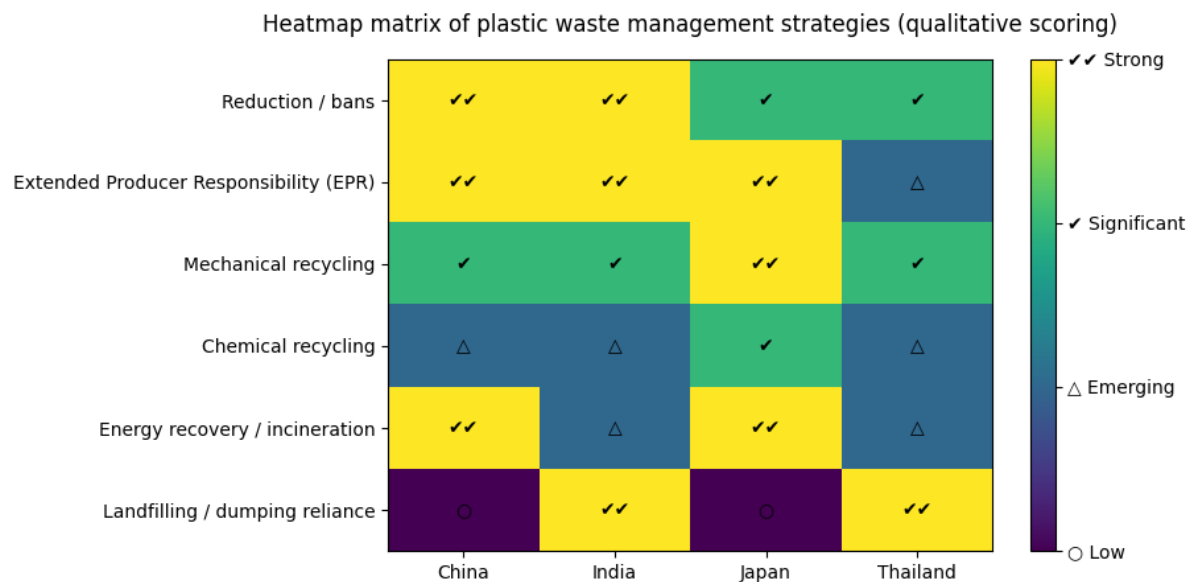 Heatmap matrix of plastic waste management strategies (qualitative scoring)
Reduction / bans ✔✔ ✔✔ ✔ ✔
Extended Producer Responsibility (EPR) ✔✔ ✔✔ ✔✔ △
Mechanical recycling ✔ ✔ ✔✔ ✔
Chemical recycling △ △ ✔ △
Energy recovery / incineration ✔✔ △ ✔✔ △
Landfilling / dumping reliance ○ ✔✔ ○ ✔✔
China India Japan Thailand
✔✔ Strong
✔ Significant
△ Emerging
○ Low